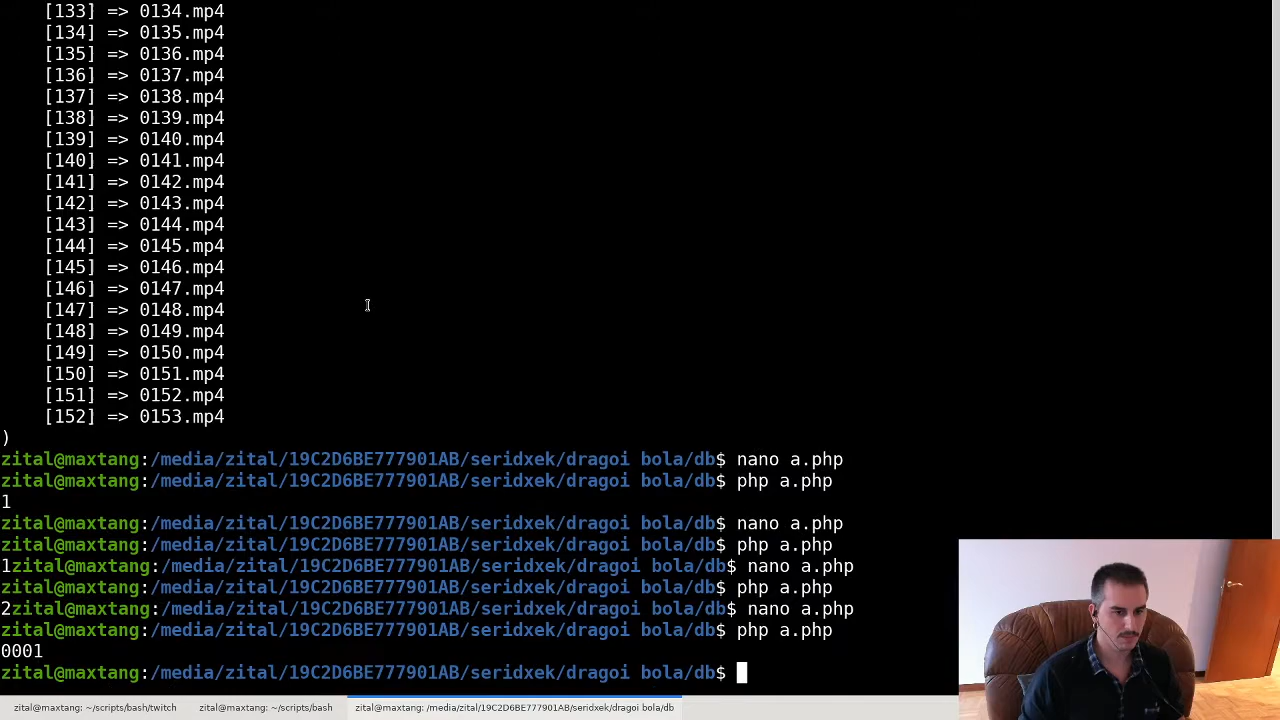 [133] => 0134.mp4
[134] => 0135.mp4
[135] => 0136.mp4
[136] => 0137.mp4
[137] => 0138.mp4
[138] => 0139.mp4
[139] => 0140.mp4
[140] => 0141.mp4
[141] => 0142.mp4
[142] => 0143.mp4
[143] => 0144.mp4
[144] => 0145.mp4
[145] => 0146.mp4
[146] => 0147.mp4
[147] => 0148.mp4
[148] => 0149.mp4
[149] => 0150.mp4
[150] => 0151.mp4
[151] => 0152.mp4
[152] => 0153.mp4
)
zital@maxtang:/media/zital/19C2D6BE777901AB/seridxek/dragoi bola/db$ nano a.php
zital@maxtang:/media/zital/19C2D6BE777901AB/seridxek/dragoi bola/db$ php a.php
1
zital@maxtang:/media/zital/19C2D6BE777901AB/seridxek/dragoi bola/db$ nano a.php
zital@maxtang:/media/zital/19C2D6BE777901AB/seridxek/dragoi bola/db$ php a.php
1zital@maxtang:/media/zital/19C2D6BE777901AB/seridxek/dragoi bola/db$ nano a.php
zital@maxtang:/media/zital/19C2D6BE777901AB/seridxek/dragoi bola/db$ php a.php
2zital@maxtang:/media/zital/19C2D6BE777901AB/seridxek/dragoi bola/db$ nano a.php
zital@maxtang:/media/zital/19C2D6BE777901AB/seridxek/dragoi bola/db$ php a.php
0001
zital@maxtang:/media/zital/19C2D6BE777901AB/seridxek/dragoi bola/db$
zital@maxtang: ~/scripts/bash/twitch
zital@maxtang: ~/scripts/bash
zital@maxtang: /media/zital/19C2D6BE777901AB/seridxek/dragoi bola/db